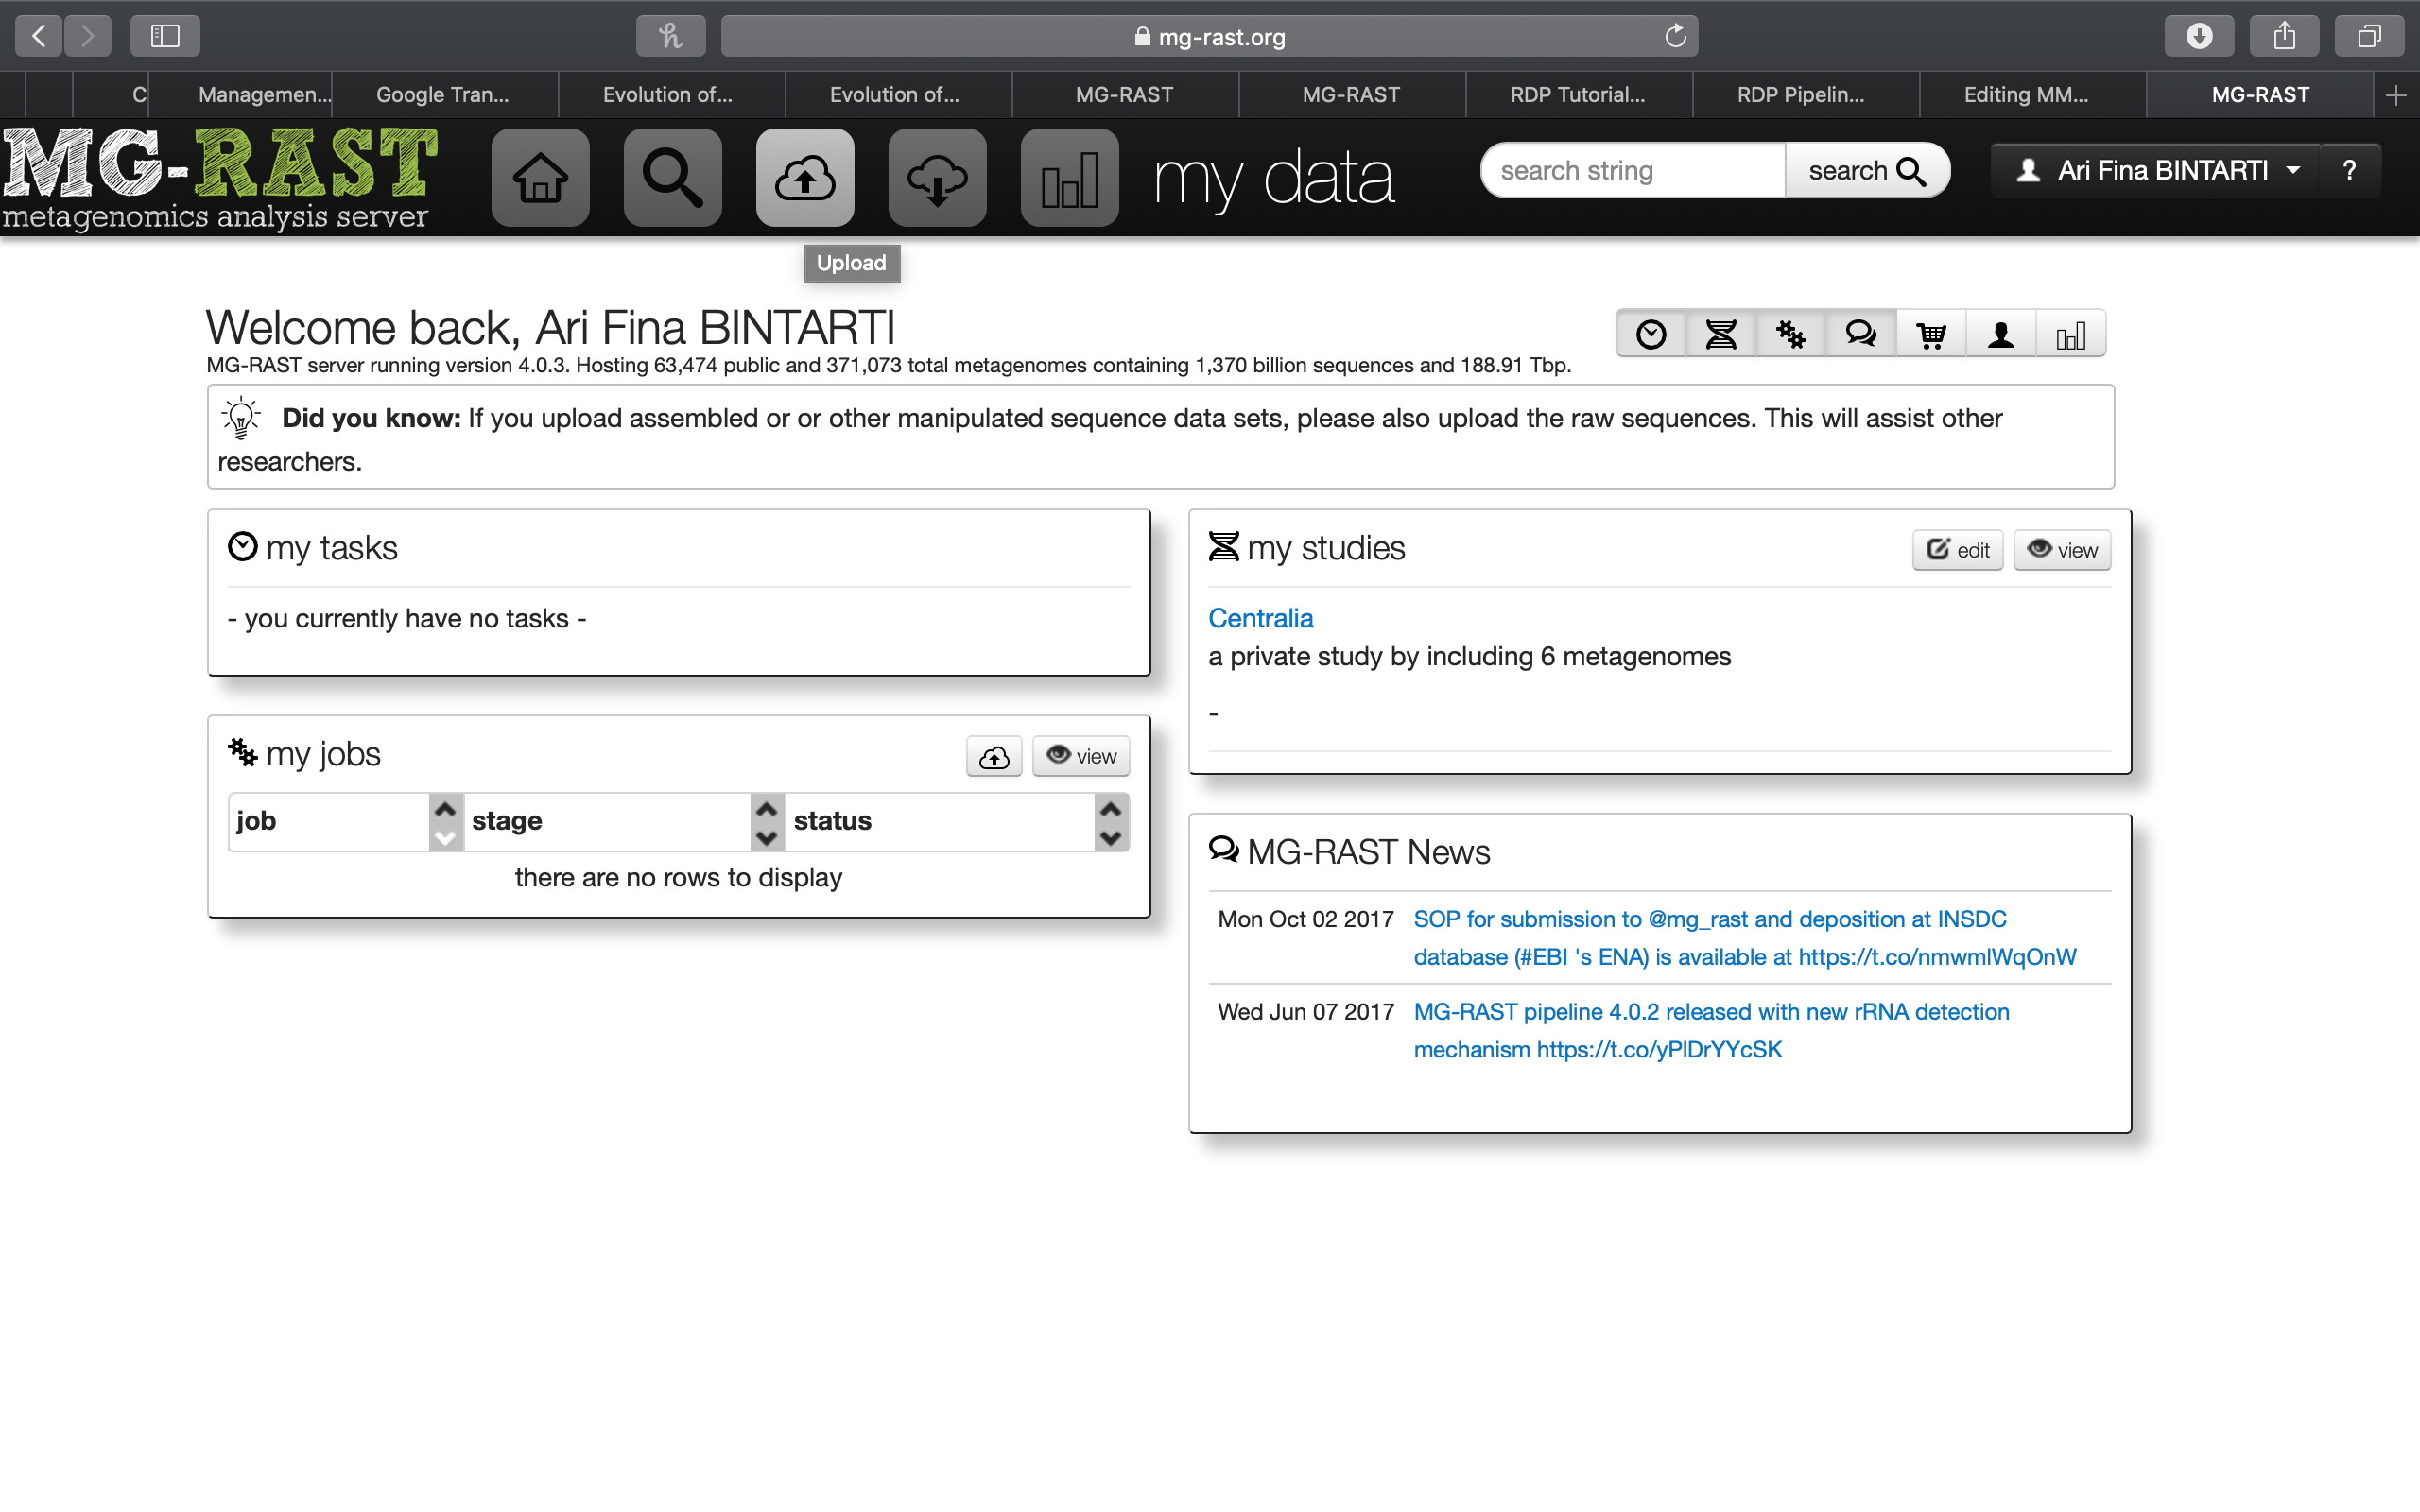 mg-rast.org
C
Managemen...
Google Tran...
Evolution of...
Evolution of...
MG-RAST
MG-RAST
RDP Tutorial...
RDP Pipelin...
Editing MM...
MG-RAST
MG-RAST
metagenomics analysis server
my data
search string
search
Ari Fina BINTARTI
?
Upload
Welcome back, Ari Fina BINTARTI
MG-RAST server running version 4.0.3. Hosting 63,474 public and 371,073 total metagenomes containing 1,370 billion sequences and 188.91 Tbp.
Did you know: If you upload assembled or or other manipulated sequence data sets, please also upload the raw sequences. This will assist other
researchers.
my tasks
- you currently have no tasks -
my jobs
view
job stage status
there are no rows to display
my studies
edit
view
Centralia
a private study by including 6 metagenomes
-
MG-RAST News
Mon Oct 02 2017 SOP for submission to @mg_rast and deposition at INSDC
database (#EBI 's ENA) is available at https://t.co/nmwmlWqOnW
Wed Jun 07 2017 MG-RAST pipeline 4.0.2 released with new rRNA detection
mechanism https://t.co/yPlDrYYcSK